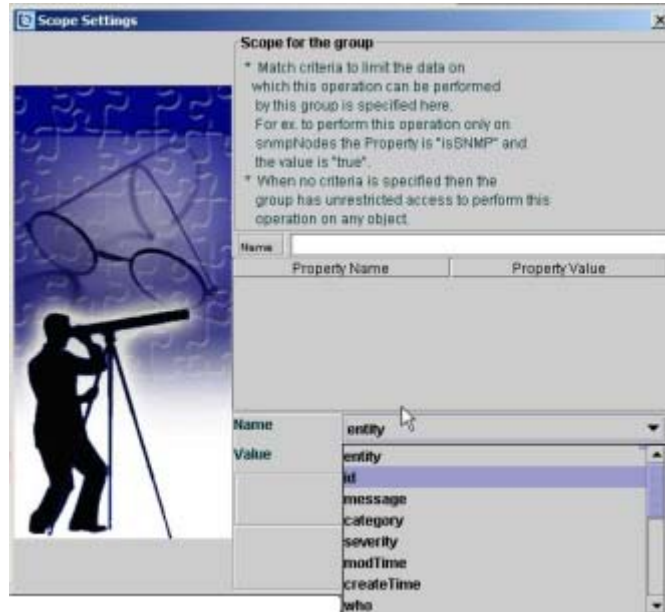 Scope Settings
Scope for the group
* Match criteria to limit the data on
which this operation can be performed
by this group is specified here.
For ex. to perform this operation only on
snmpNodes the Property is "isSNMP" and
the value is "true".
* When no criteria is specified then the
group has unrestricted access to perform this
operation on any object.
Name
Property Name Property Value
Name entity
Value
entity
id
message
category
severity
modTime
createTime
who